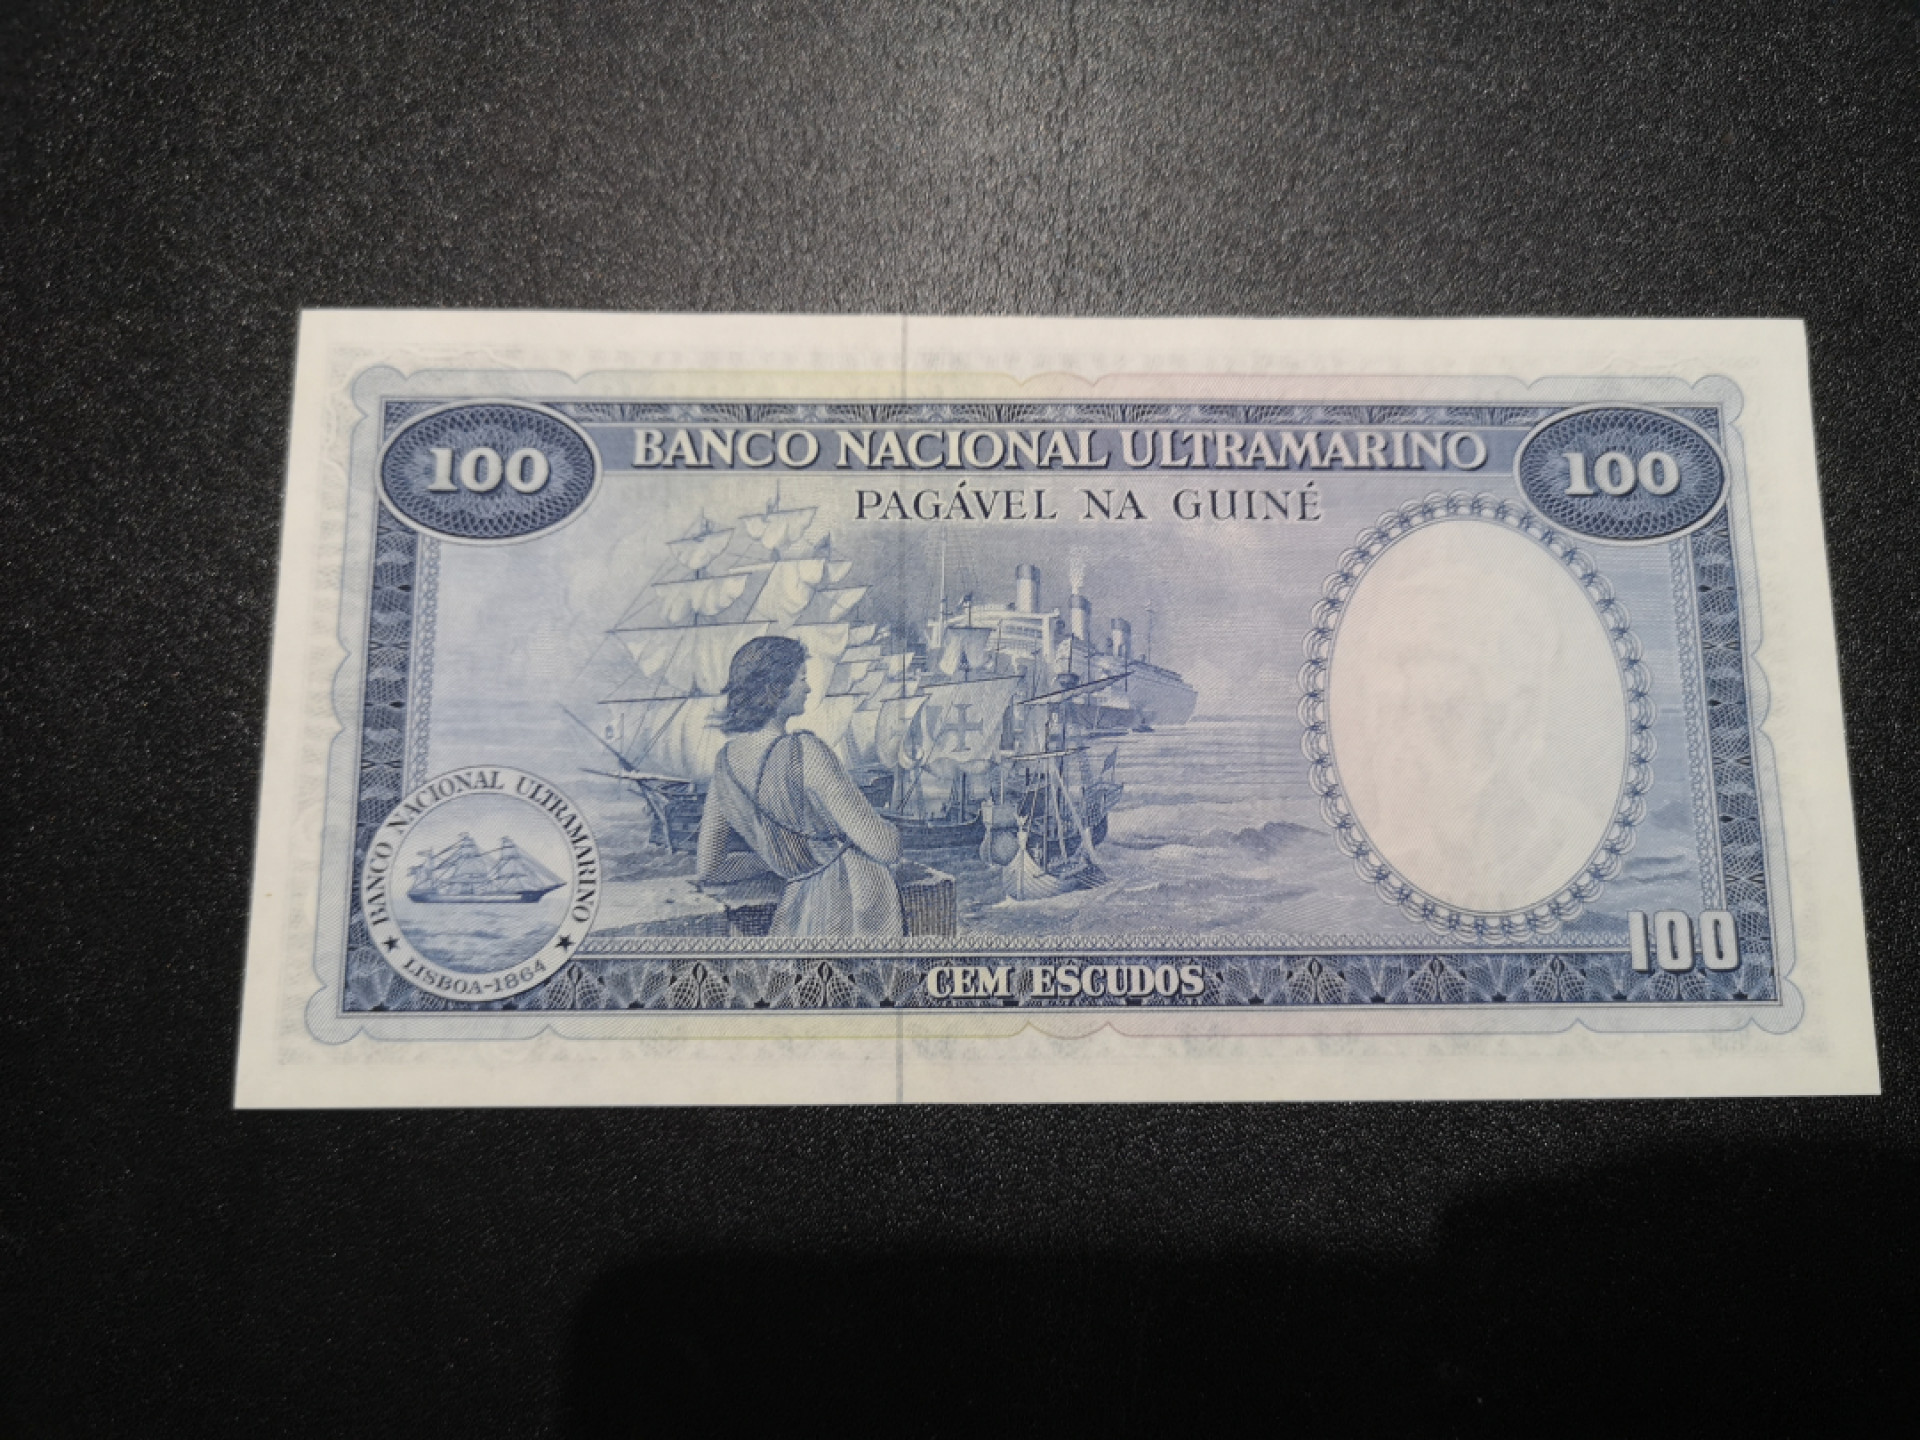 100
BANCO NACIONAL ULTRAMARINO
100
PAGÁVEL NA GUINÉ
BANCO NACIONAL ULTRAMARINO
★ LISBOA-1864 ★
CEM ESCUDOS
100